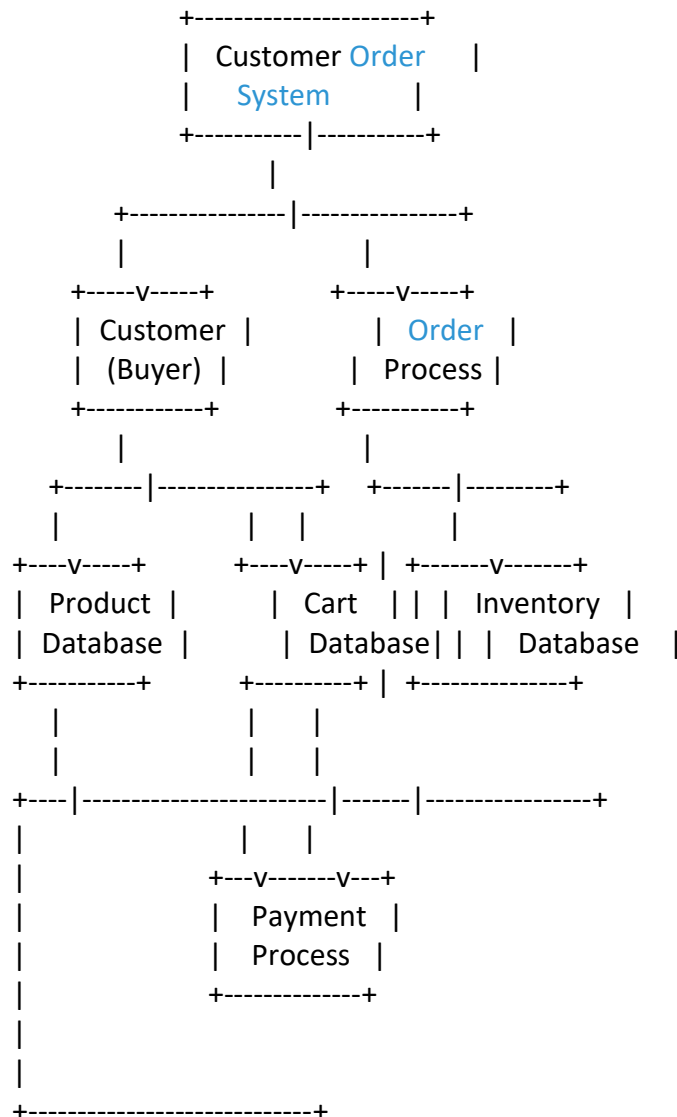 +-----------------------+
| Customer Order |
| System |
+-----------|-----------+
|
+----------------|----------------+
| |
+-----v-----+ +-----v-----+
| Customer | | Order |
| (Buyer) | | Process |
+------------+ +-----------+
| |
+--------|----------------+ +-------|---------+
| | | |
+----v-----+ +----v-----+ | +-------v-------+
| Product | | Cart | | | Inventory |
| Database | | Database| | | Database |
+-----------+ +----------+ | +---------------+
| | |
| | |
+----|-------------------------|-------|-----------------+
| | |
| +---v-------v---+
| | Payment |
| | Process |
| +--------------+
|
|
+-----------------------------+